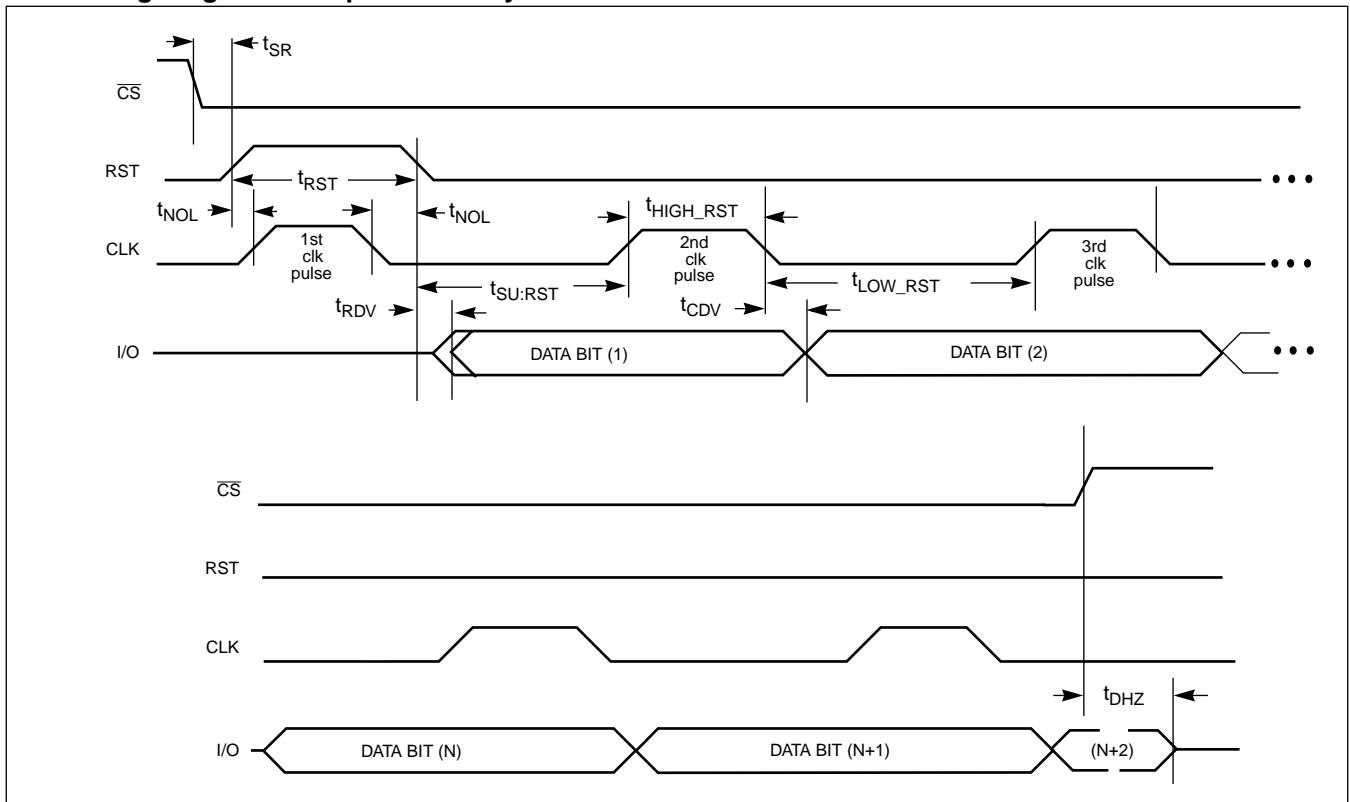 tSR
CS
RST
tRST
tNOL
tNOL
tHIGH_RST
CLK
1st
clk
pulse
2nd
clk
pulse
3rd
clk
pulse
tSU:RST
tLOW_RST
tRDV
tCDV
I/O
DATA BIT (1)
DATA BIT (2)
CS
RST
CLK
tDHZ
I/O
DATA BIT (N)
DATA BIT (N+1)
(N+2)